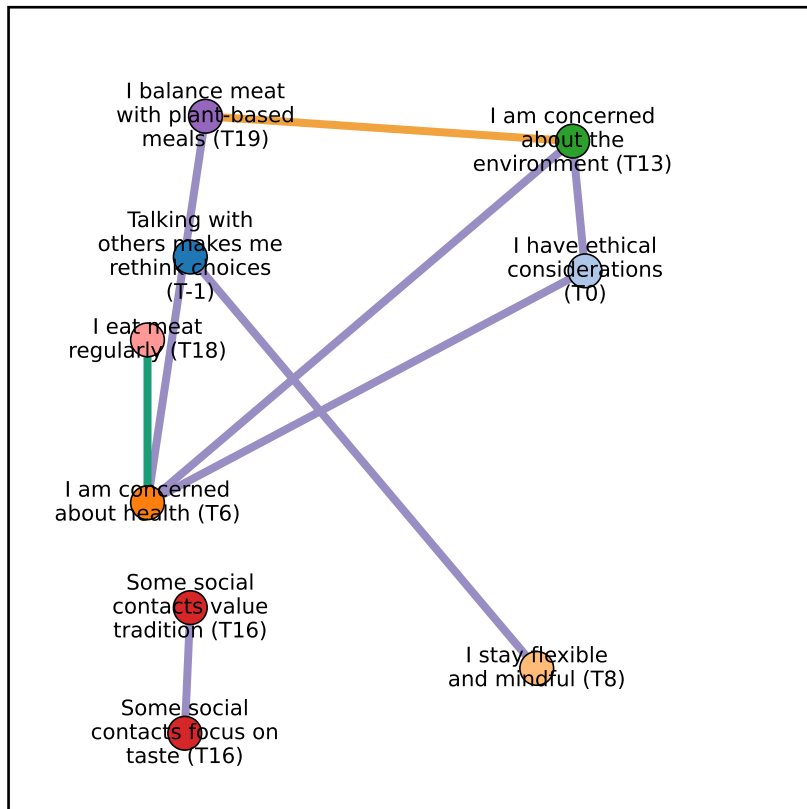 I balance meat
with plant-based
meals (T19)
I am concerned
about the
environment (T13)
Talking with
others makes me
rethink choices
(T-1)
I have ethical
considerations
(T0)
I eat meat
regularly (T18)
I am concerned
about health (T6)
Some social
contacts value
tradition (T16)
I stay flexible
and mindful (T8)
Some social
contacts focus on
taste (T16)